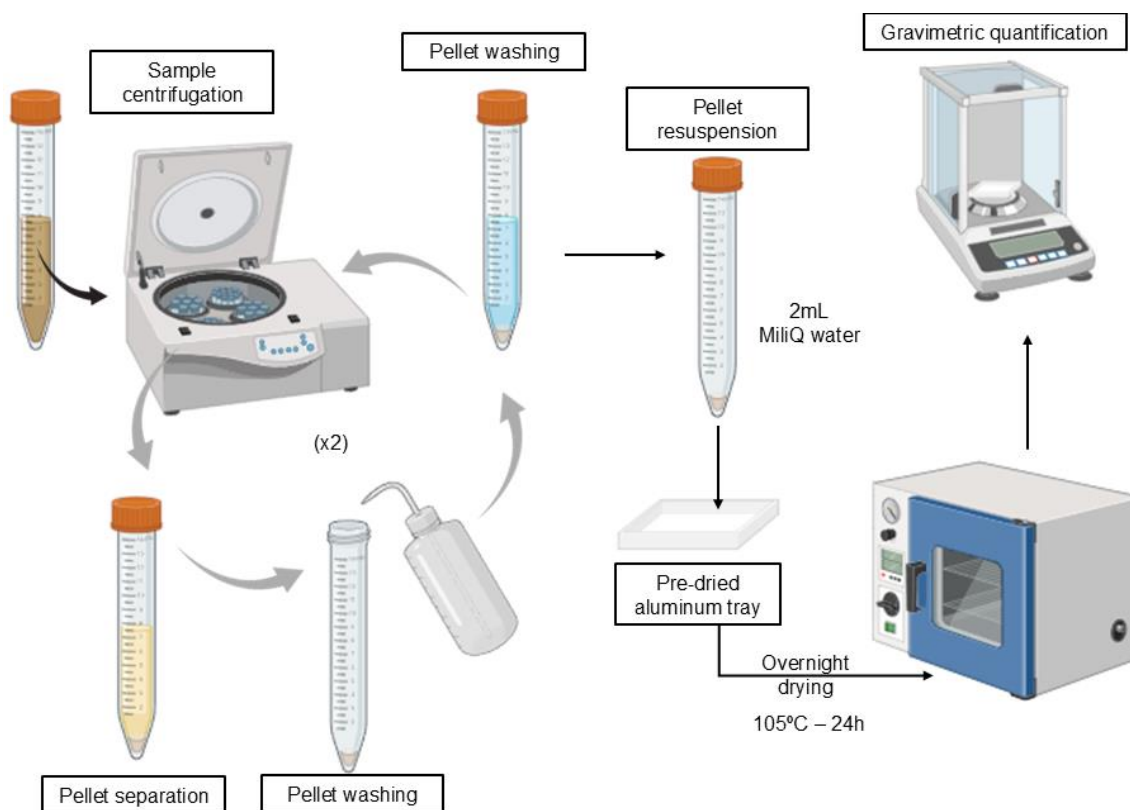 Sample
centrifugation
Pellet washing
Gravimetric quantification
Pellet
resuspension
2mL
MiliQ water
(x2)
Pellet separation
Pellet washing
Pre-dried
aluminum tray
Overnight
drying
105ºC – 24h